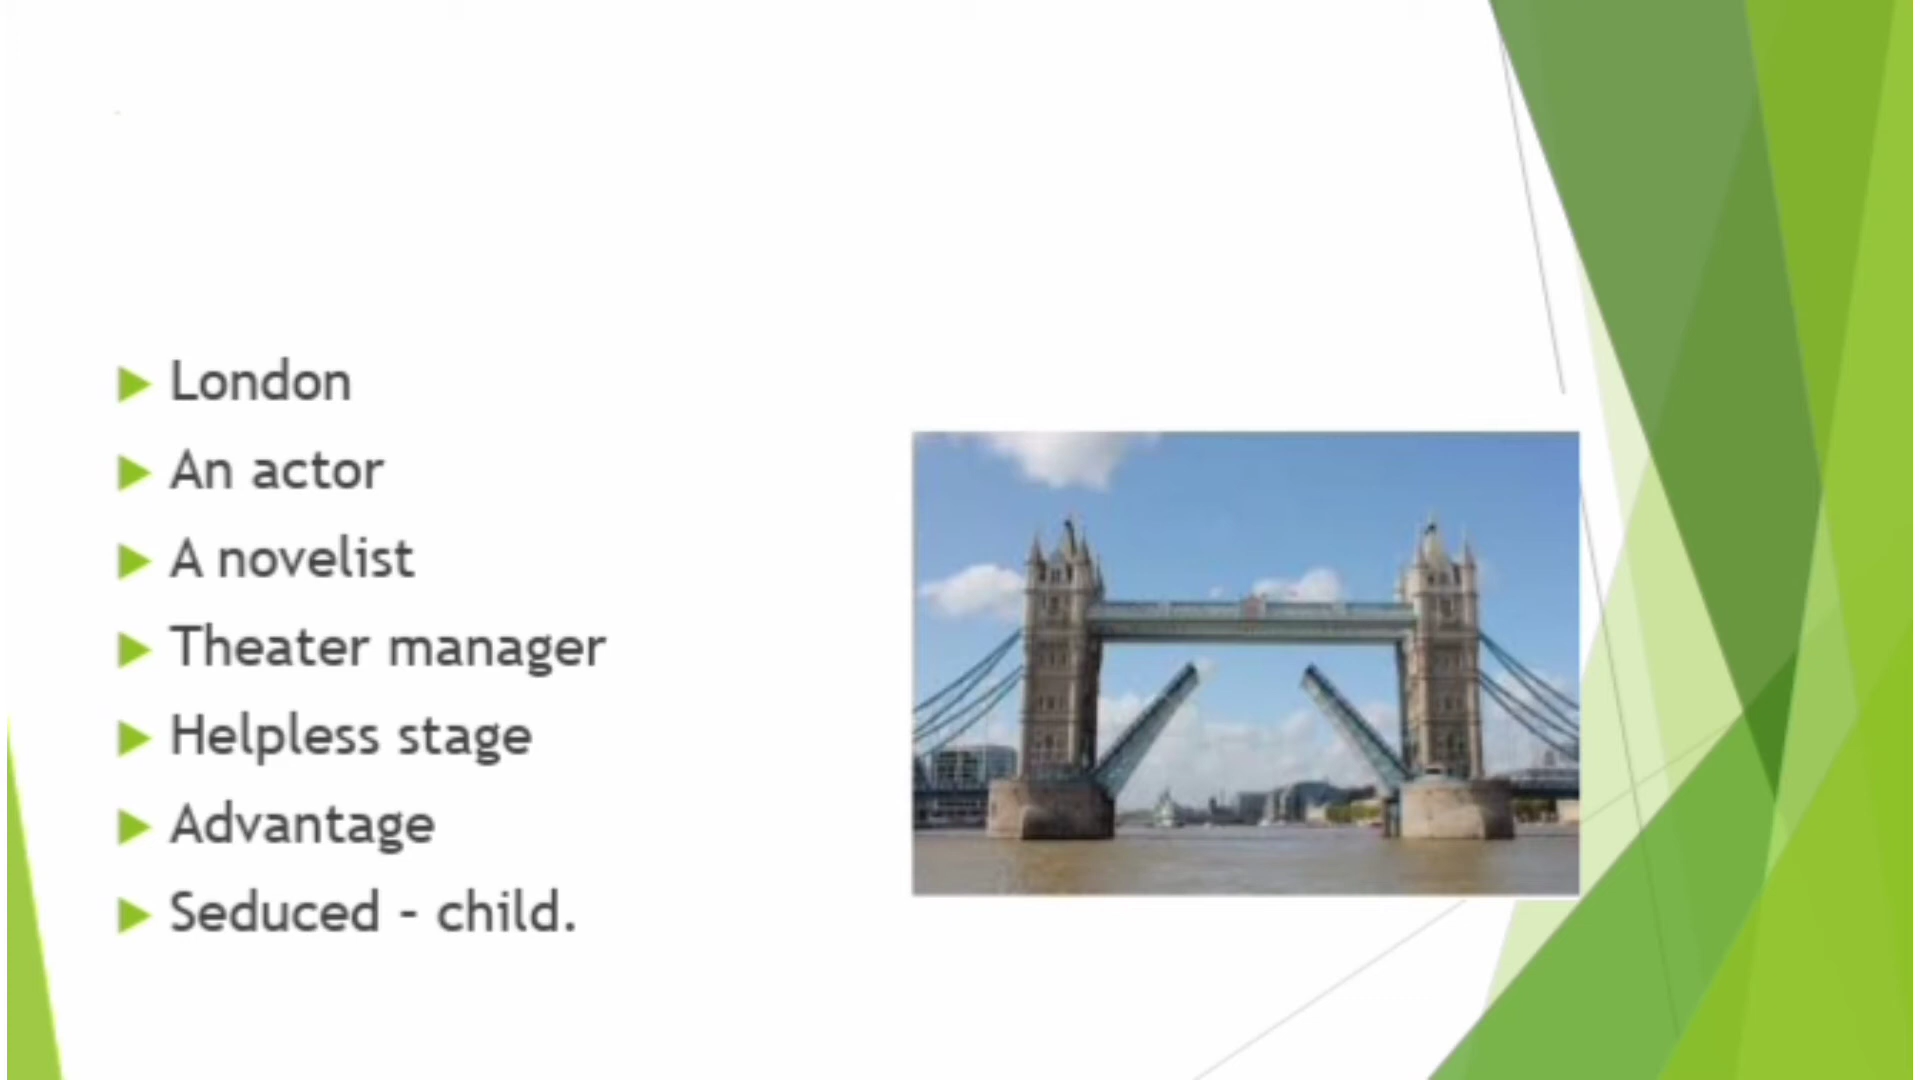 London
An actor
A novelist
Theater manager
Helpless stage
Advantage
Seduced - child.